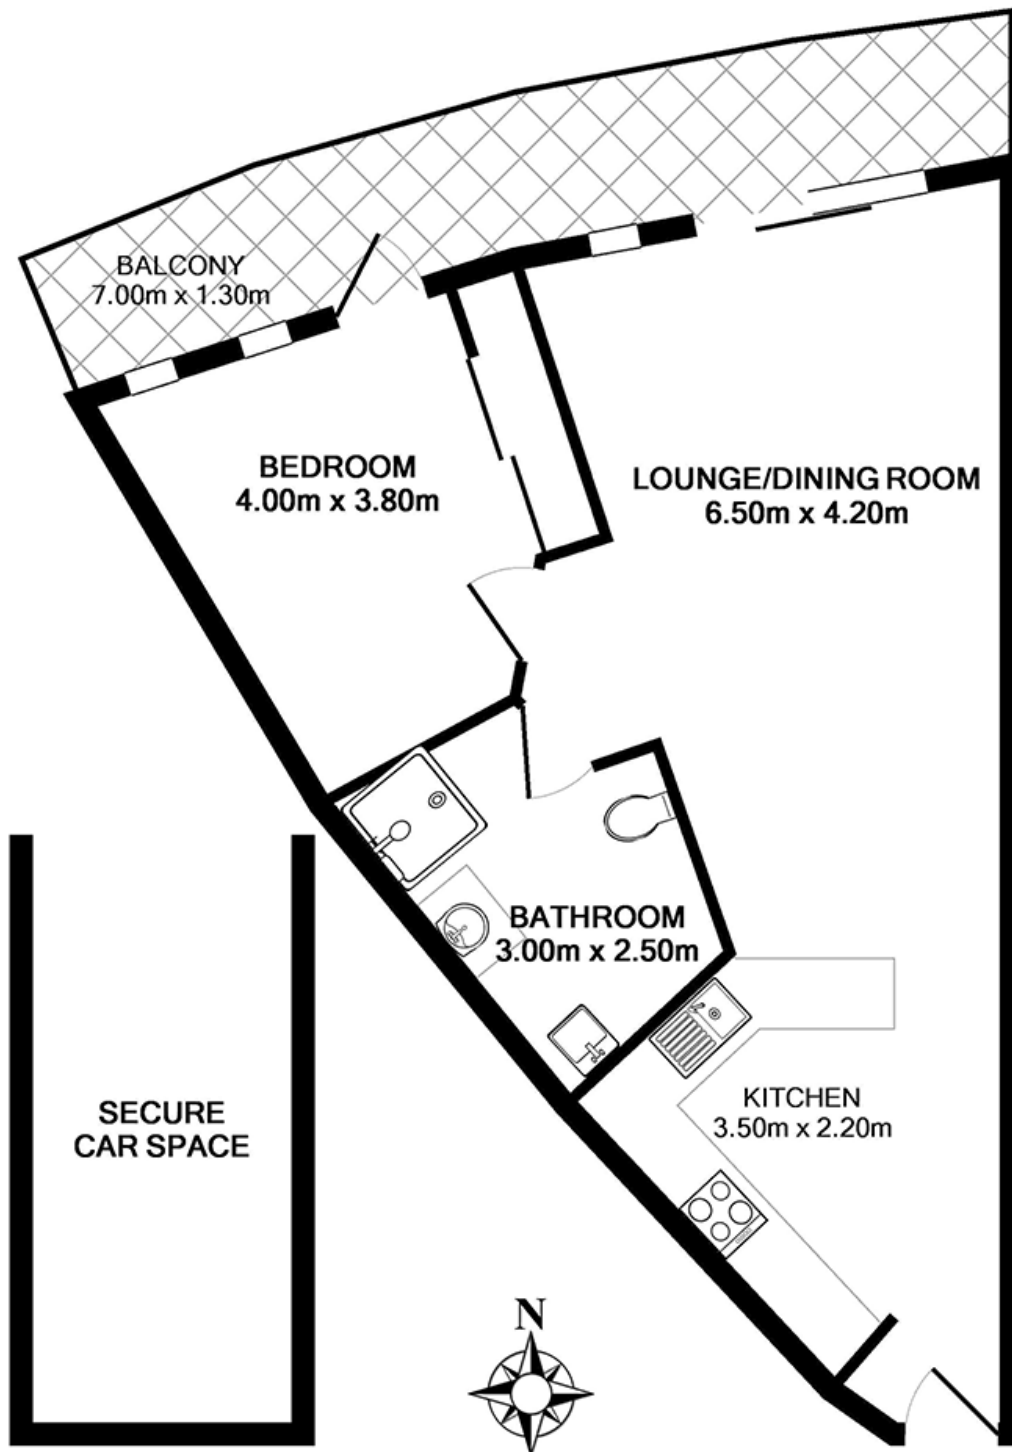 BALCONY
7.00m x 1.30m
BEDROOM
4.00m x 3.80m
LOUNGE/DINING ROOM
6.50m x 4.20m
BATHROOM
3.00m x 2.50m
KITCHEN
3.50m x 2.20m
SECURE
CAR SPACE
N